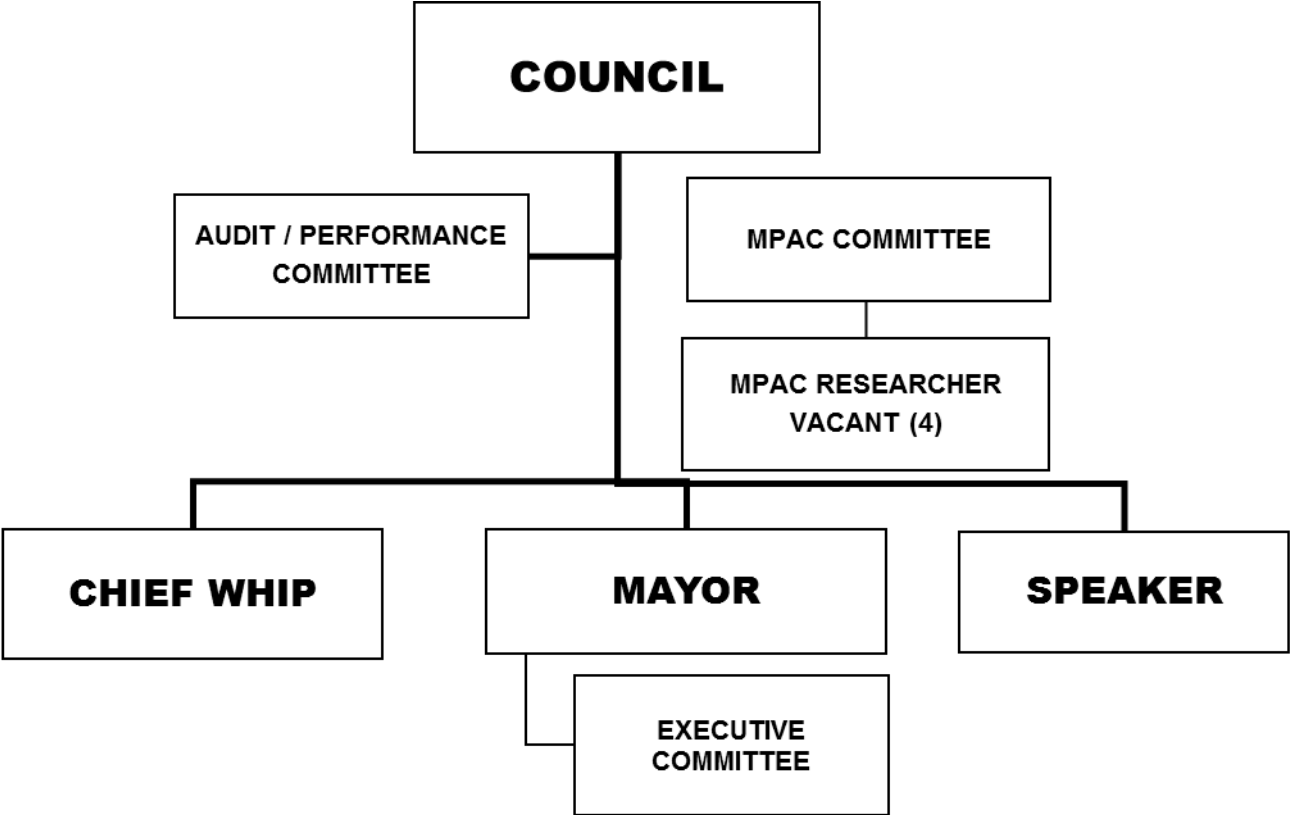 COUNCIL
AUDIT / PERFORMANCE
COMMITTEE
MPAC COMMITTEE
MPAC RESEARCHER
VACANT (4)
CHIEF WHIP
MAYOR
SPEAKER
EXECUTIVE
COMMITTEE